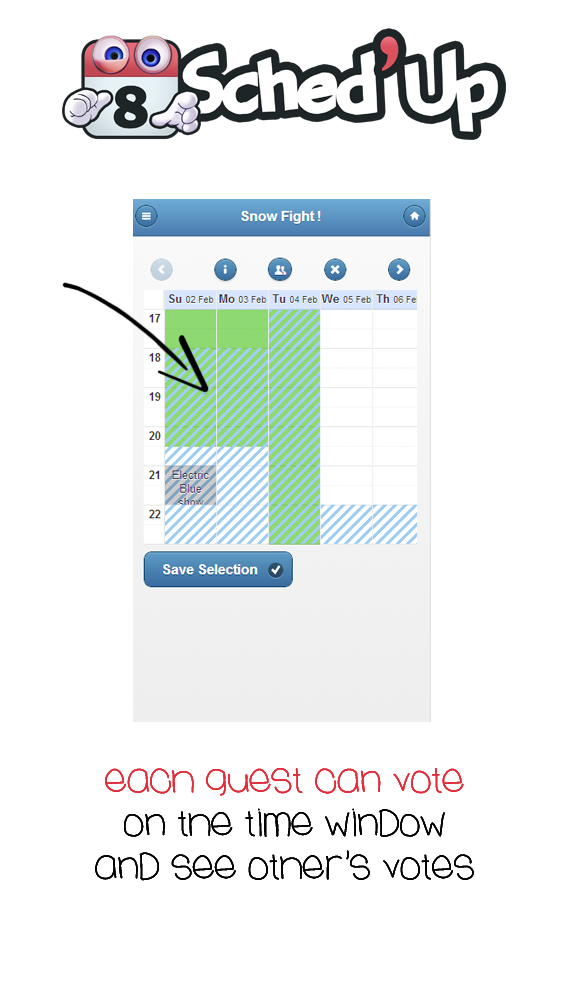 8 Sched'Up
Snow Fight !
Su 02 Feb Mo 03 Feb Tu 04 Feb We 05 Feb Th 06 Fe
17
18
19
20
21
Electric
Blue
show
22
Save Selection
each guest can vote
on the time window
and see other's votes